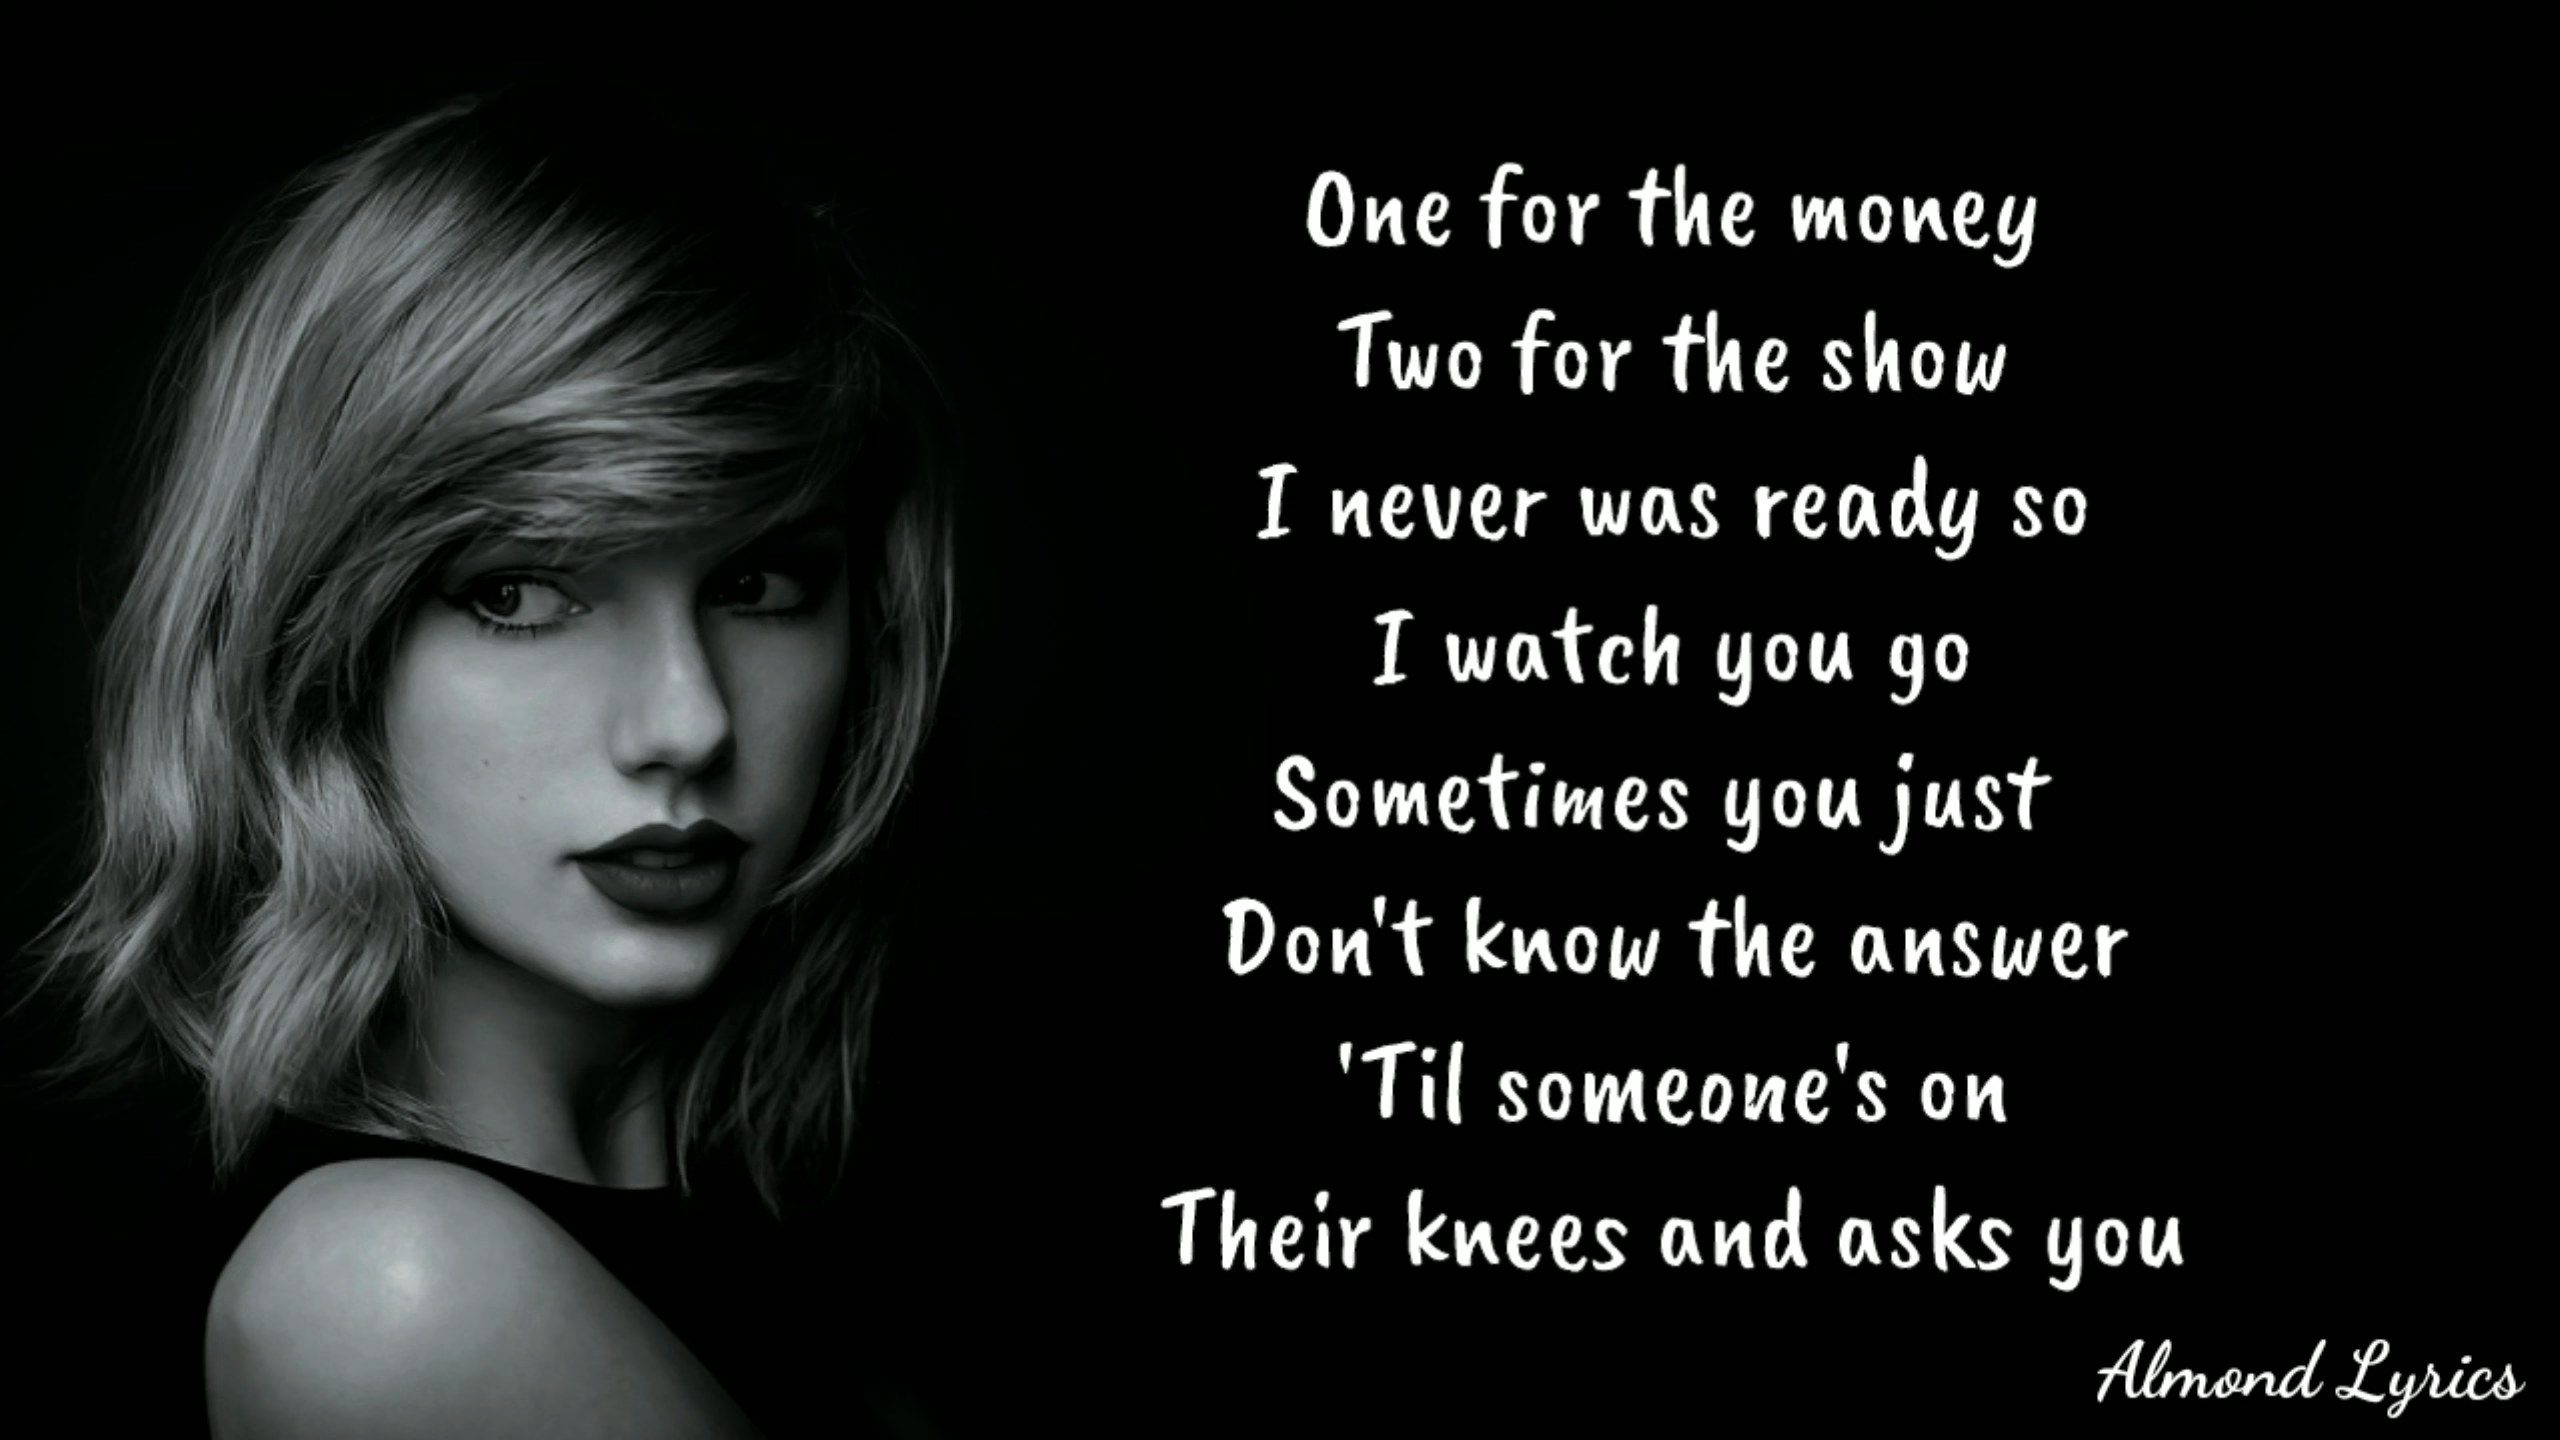 One for the money
Two for the show
I never was ready so
I watch you go
Sometimes you just
Don't know the answer
'Til someone's on
Their knees and asks you
Almond Lyrics